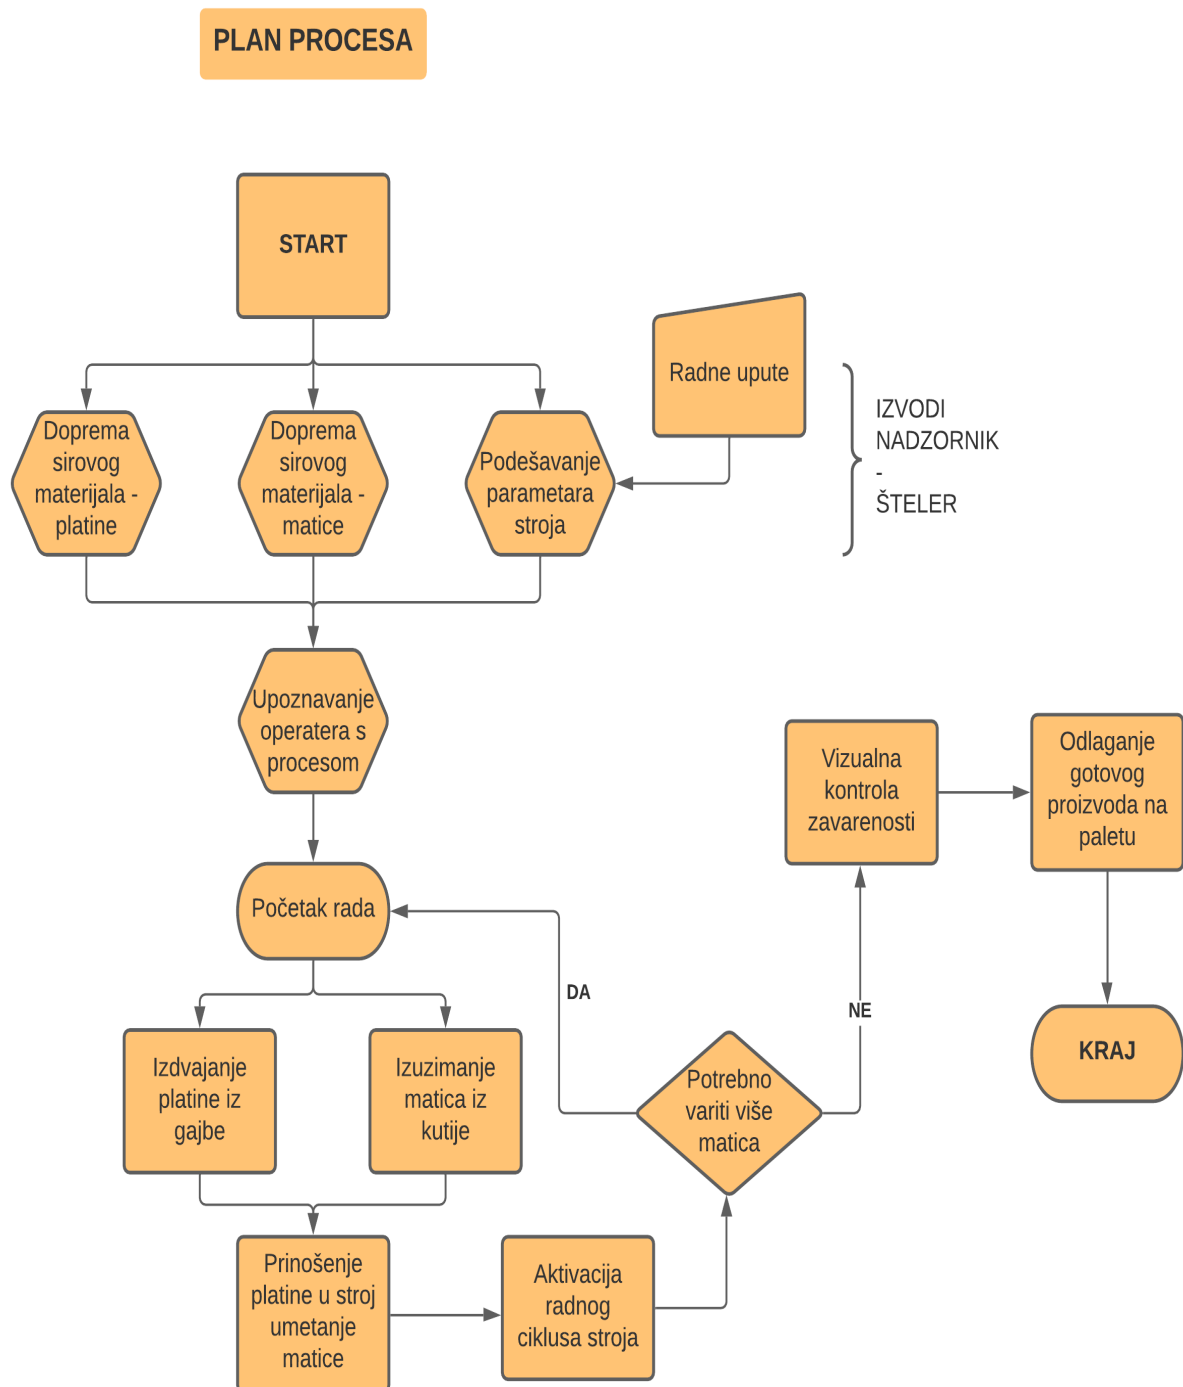 PLAN PROCESA
START
Radne upute
IZVODI
NADZORNIK
-
ŠTELER
Doprema
sirovog
materijala -
platine
Doprema
sirovog
materijala -
matice
Podešavanje
parametara
stroja
Upoznavanje
operatera s
procesom
Početak rada
DA
Izdvajanje
platine iz
gajbe
Izuzimanje
matica iz
kutije
Prinošenje
platine u stroj
umetanje
matice
Aktivacija
radnog
ciklusa stroja
Potrebno
variti više
matica
NE
Vizualna
kontrola
zavarenosti
Odlaganje
gotovog
proizvoda na
paletu
KRAJ